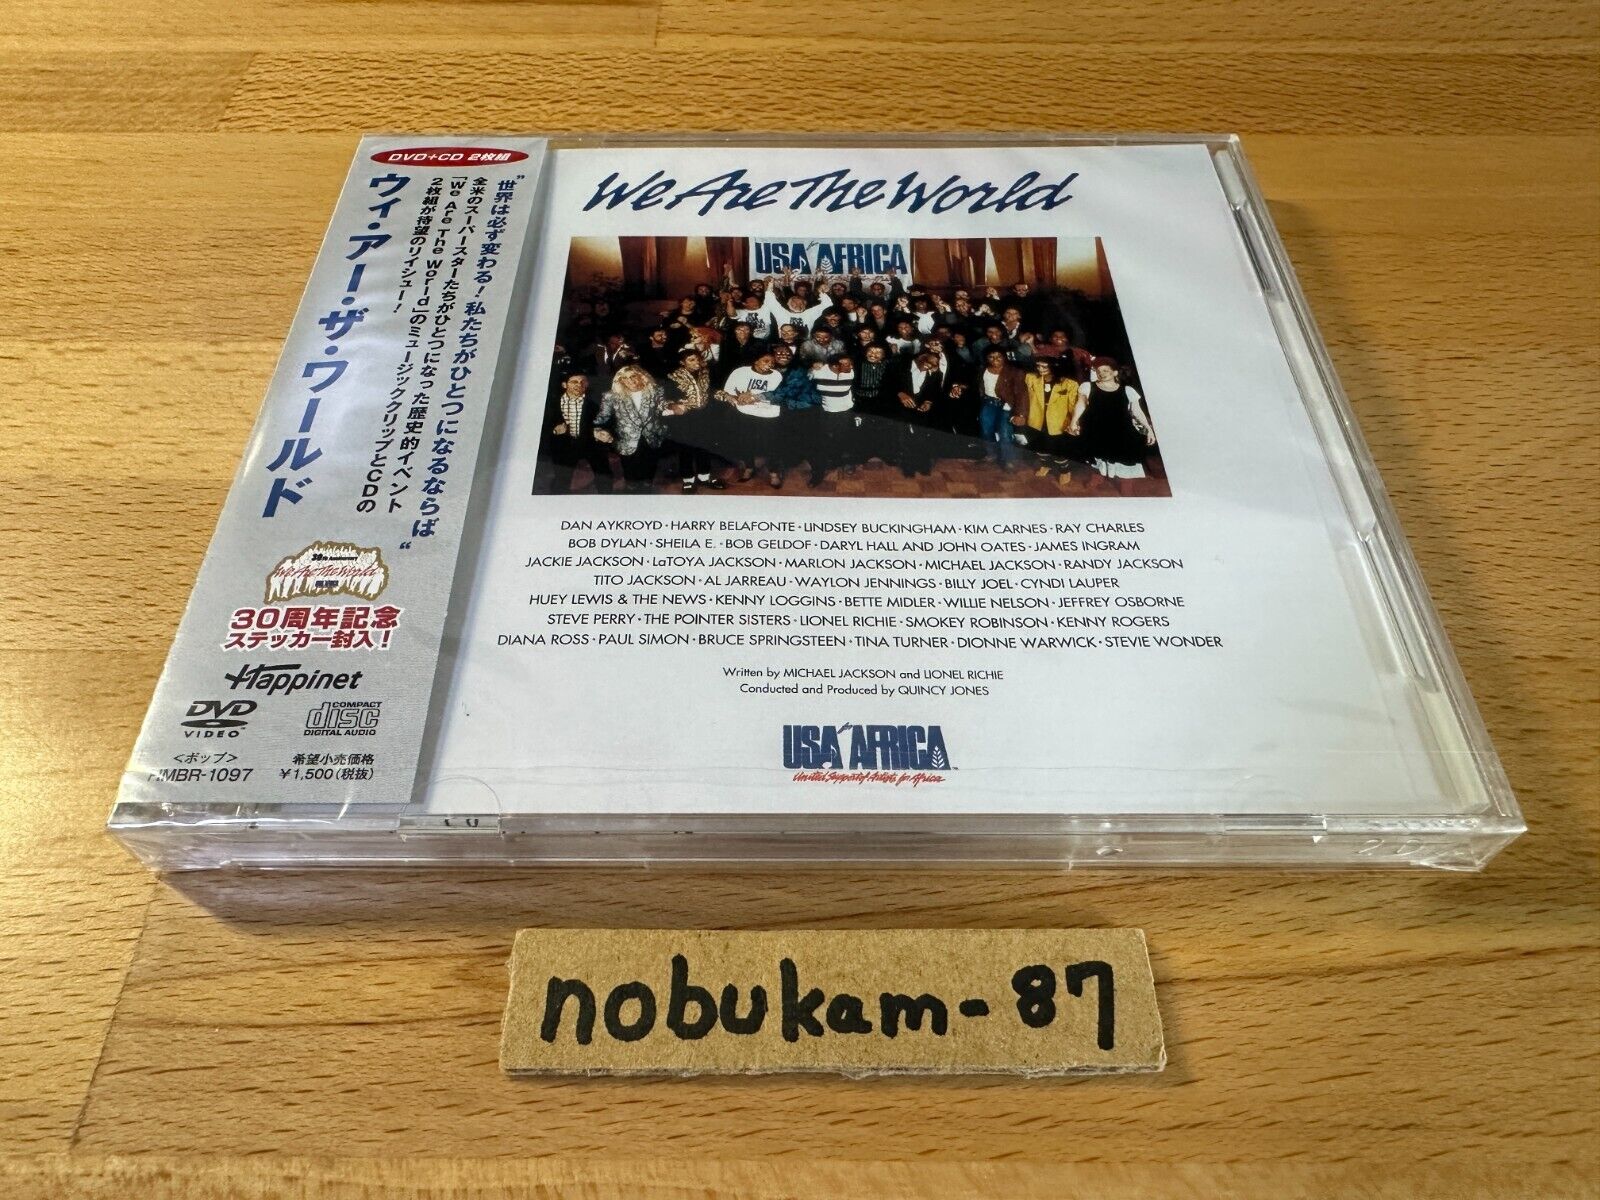 DVD+CD 2枚組
"世界は必ず変わる!私たちがひとつになるならば"
全米のスーパースターたちがひとつになった歴史的イベント
「We Are The World」のミュージッククリップとCDの
2枚組が待望のリイシュー!
ウィ・アー・ザ・ワールド
30th Anniversary
We Are The World
30周年記念
ステッカー封入!
Happinet
DVD
VIDEO
COMPACT
disc
DIGITAL AUDIO
<ポップ>
HMBR-1097
希望小売価格
¥1,500(税抜)
We Are The World
USA for AFRICA
DAN AYKROYD·HARRY BELAFONTE·LINDSEY BUCKINGHAM·KIM CARNES·RAY CHARLES
BOB DYLAN·SHEILA E.·BOB GELDOF·DARYL HALL AND JOHN OATES·JAMES INGRAM
JACKIE JACKSON·LaTOYA JACKSON·MARLON JACKSON·MICHAEL JACKSON·RANDY JACKSON
TITO JACKSON·AL JARREAU·WAYLON JENNINGS·BILLY JOEL·CYNDI LAUPER
HUEY LEWIS & THE NEWS·KENNY LOGGINS·BETTE MIDLER·WILLIE NELSON·JEFFREY OSBORNE
STEVE PERRY·THE POINTER SISTERS·LIONEL RICHIE·SMOKEY ROBINSON·KENNY ROGERS
DIANA ROSS·PAUL SIMON·BRUCE SPRINGSTEEN·TINA TURNER·DIONNE WARWICK·STEVIE WONDER
Written by MICHAEL JACKSON and LIONEL RICHIE
Conducted and Produced by QUINCY JONES
USA for AFRICA
United Support of Artists for Africa
nobukam-87